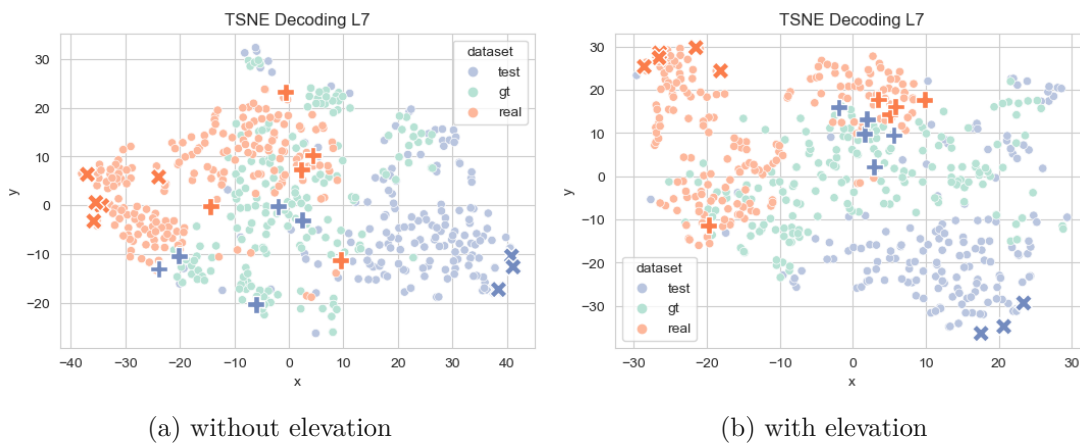 TSNE Decoding L7
30
20
10
0
−10
−20
y
−40 −30 −20 −10 0 10 20 30 40
x
dataset
test
gt
real
(a) without elevation
TSNE Decoding L7
30
20
10
0
−10
−20
−30
y
−30 −20 −10 0 10 20 30
x
dataset
test
gt
real
(b) with elevation